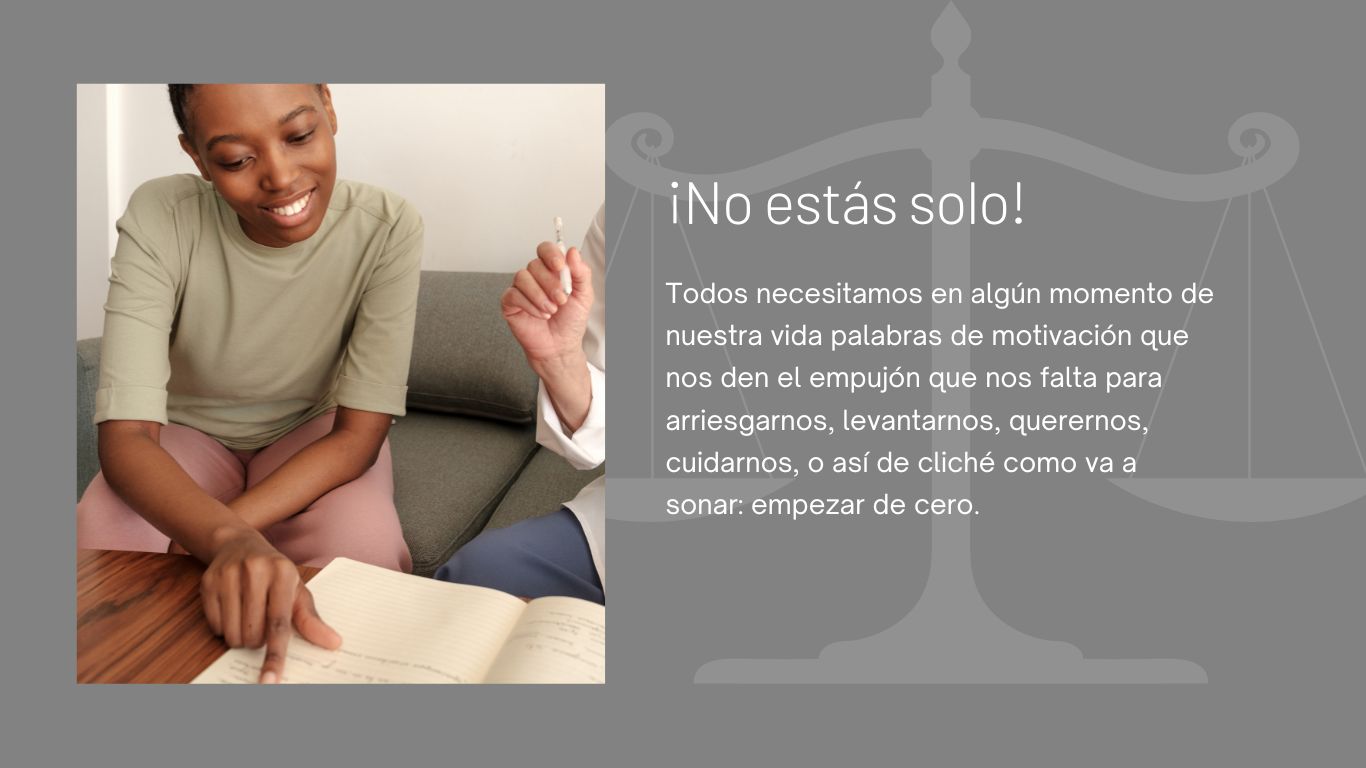 ¡No estás solo!
Todos necesitamos en algún momento de
nuestra vida palabras de motivación que
nos den el empujón que nos falta para
arriesgarnos, levantarnos, querernos,
cuidarnos, o así de cliché como va a
sonar: empezar de cero.